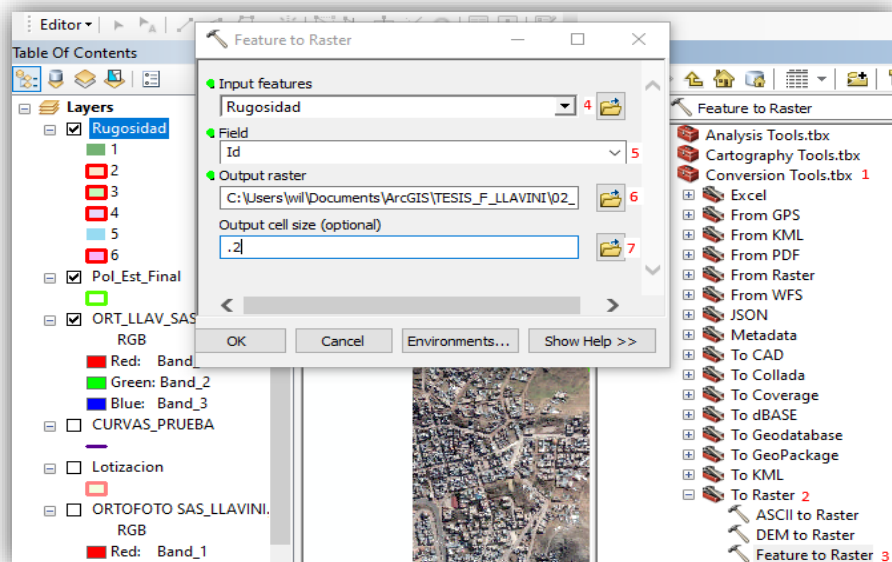 Editor
Table Of Contents
Layers
Rugosidad
1
2
3
4
5
6
Pol_Est_Final
ORT_LLAV_SAS
RGB
Red: Band_
Green: Band_2
Blue: Band_3
CURVAS_PRUEBA
Lotizacion
ORTOFOTO SAS_LLAVINI.
RGB
Red: Band_1
Feature to Raster
Input features
Rugosidad 4
Field
Id 5
Output raster
C:\Users\wil\Documents\ArcGIS\TESIS_F_LLAVINI\02_ 6
Output cell size (optional)
.2 7
OK Cancel Environments... Show Help >>
Feature to Raster
Analysis Tools.tbx
Cartography Tools.tbx
Conversion Tools.tbx 1
Excel
From GPS
From KML
From PDF
From Raster
From WFS
JSON
Metadata
To CAD
To Collada
To Coverage
To dBASE
To Geodatabase
To GeoPackage
To KML
To Raster 2
ASCII to Raster
DEM to Raster
Feature to Raster 3